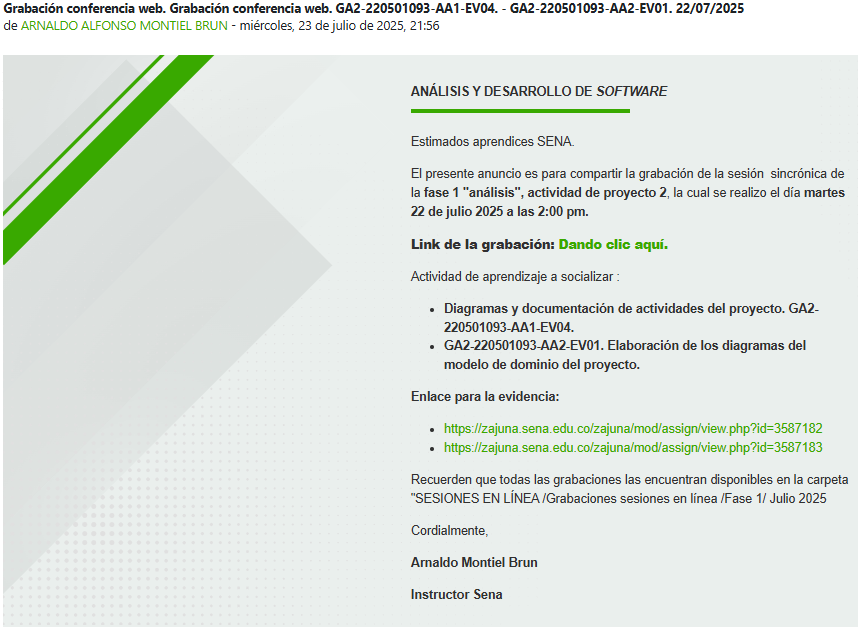 Grabación conferencia web. Grabación conferencia web. GA2-220501093-AA1-EV04. - GA2-220501093-AA2-EV01. 22/07/2025
de ARNALDO ALFONSO MONTIEL BRUN - miércoles, 23 de julio de 2025, 21:56
ANÁLISIS Y DESARROLLO DE SOFTWARE
Estimados aprendices SENA.
El presente anuncio es para compartir la grabación de la sesión sincrónica de
la fase 1 "análisis", actividad de proyecto 2, la cual se realizo el día martes
22 de julio 2025 a las 2:00 pm.
Link de la grabación: Dando clic aquí.
Actividad de aprendizaje a socializar :
• Diagramas y documentación de actividades del proyecto. GA2-
220501093-AA1-EV04.
• GA2-220501093-AA2-EV01. Elaboración de los diagramas del
modelo de dominio del proyecto.
Enlace para la evidencia:
• https://zajuna.sena.edu.co/zajuna/mod/assign/view.php?id=3587182
• https://zajuna.sena.edu.co/zajuna/mod/assign/view.php?id=3587183
Recuerden que todas las grabaciones las encuentran disponibles en la carpeta
"SESIONES EN LÍNEA /Grabaciones sesiones en línea /Fase 1/ Julio 2025
Cordialmente,
Arnaldo Montiel Brun
Instructor Sena